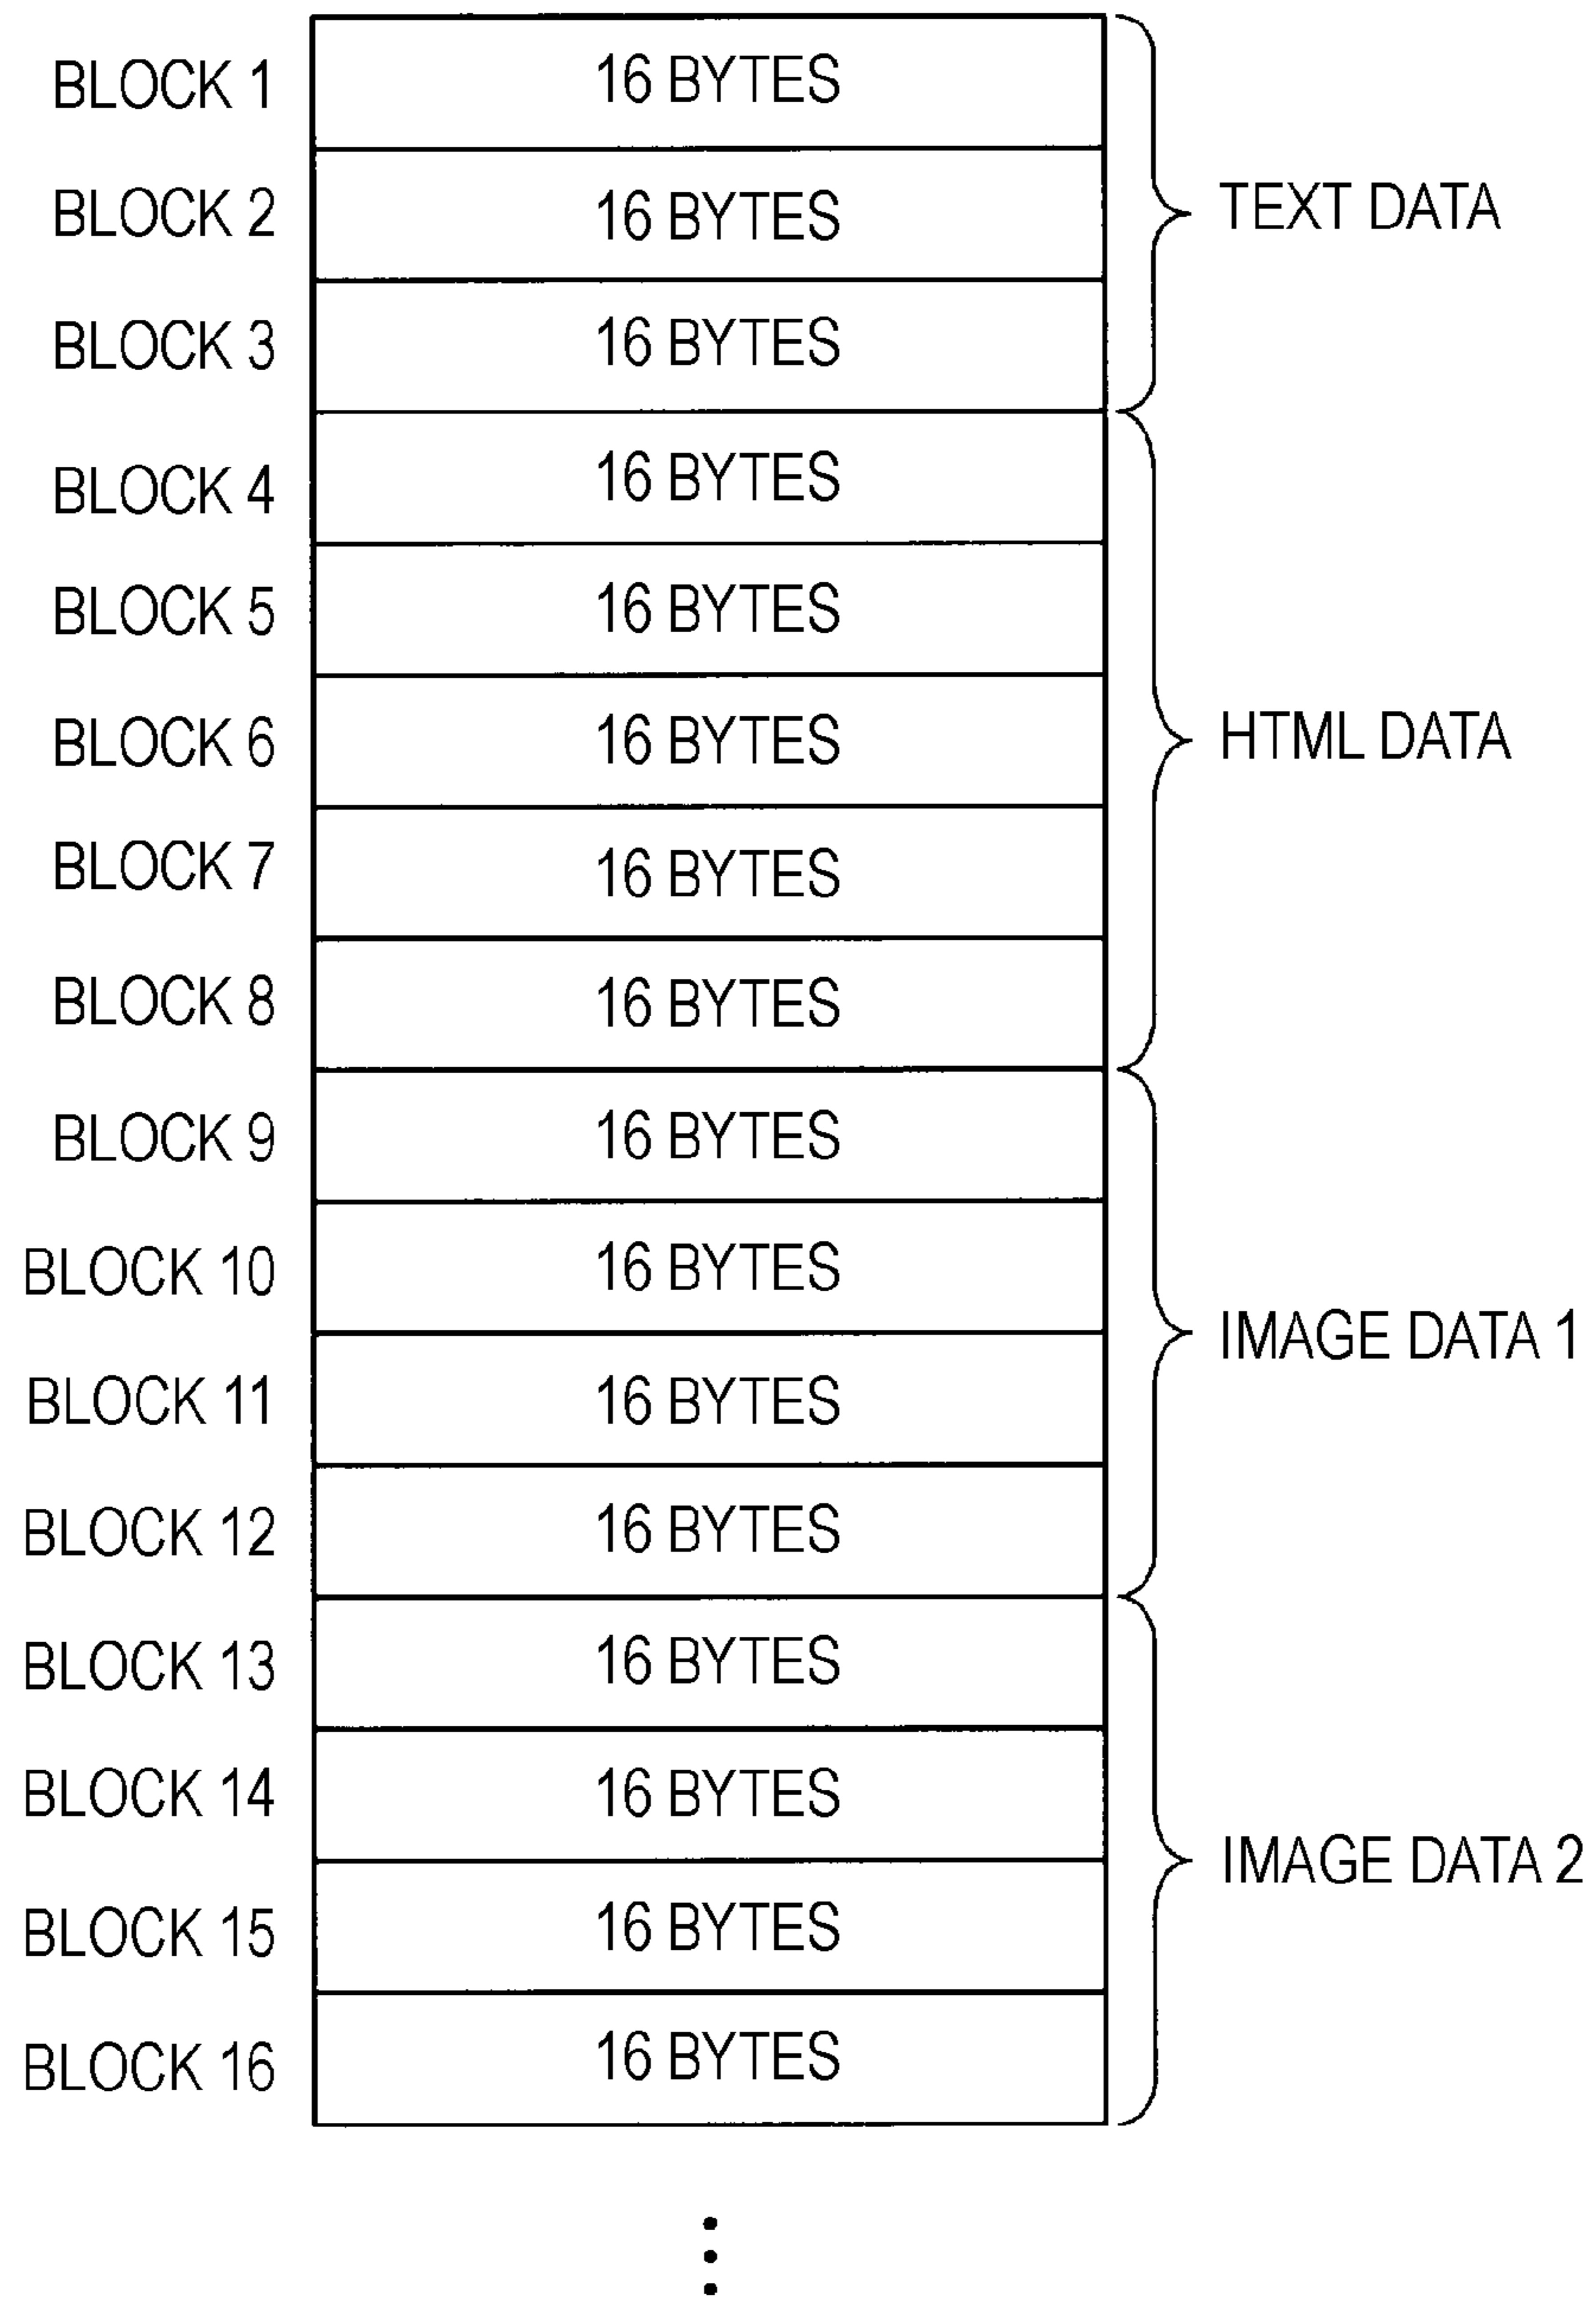 BLOCK 1 16 BYTES
BLOCK 2 16 BYTES TEXT DATA
BLOCK 3 16 BYTES
BLOCK 4 16 BYTES
BLOCK 5 16 BYTES
BLOCK 6 16 BYTES HTML DATA
BLOCK 7 16 BYTES
BLOCK 8 16 BYTES
BLOCK 9 16 BYTES
BLOCK 10 16 BYTES
IMAGE DATA 1
BLOCK 11 16 BYTES
BLOCK 12 16 BYTES
BLOCK 13 16 BYTES
BLOCK 14 16 BYTES
IMAGE DATA 2
BLOCK 15 16 BYTES
BLOCK 16 16 BYTES